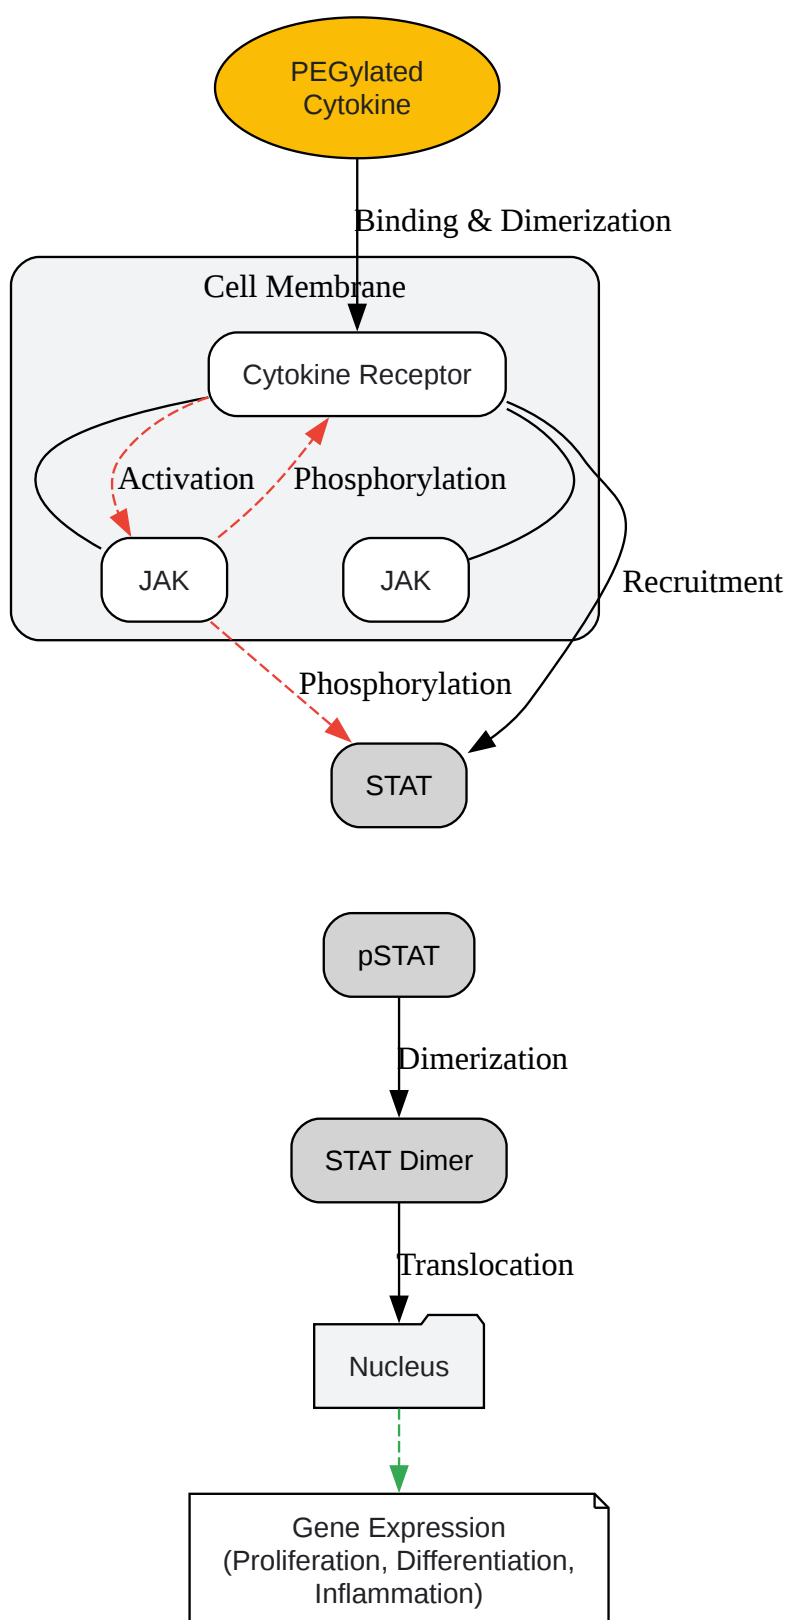 PEGylated
Cytokine
Binding & Dimerization
Cell Membrane
Cytokine Receptor
Activation
Phosphorylation
JAK
JAK
Recruitment
Phosphorylation
STAT
pSTAT
Dimerization
STAT Dimer
Translocation
Nucleus
Gene Expression
(Proliferation, Differentiation,
Inflammation)